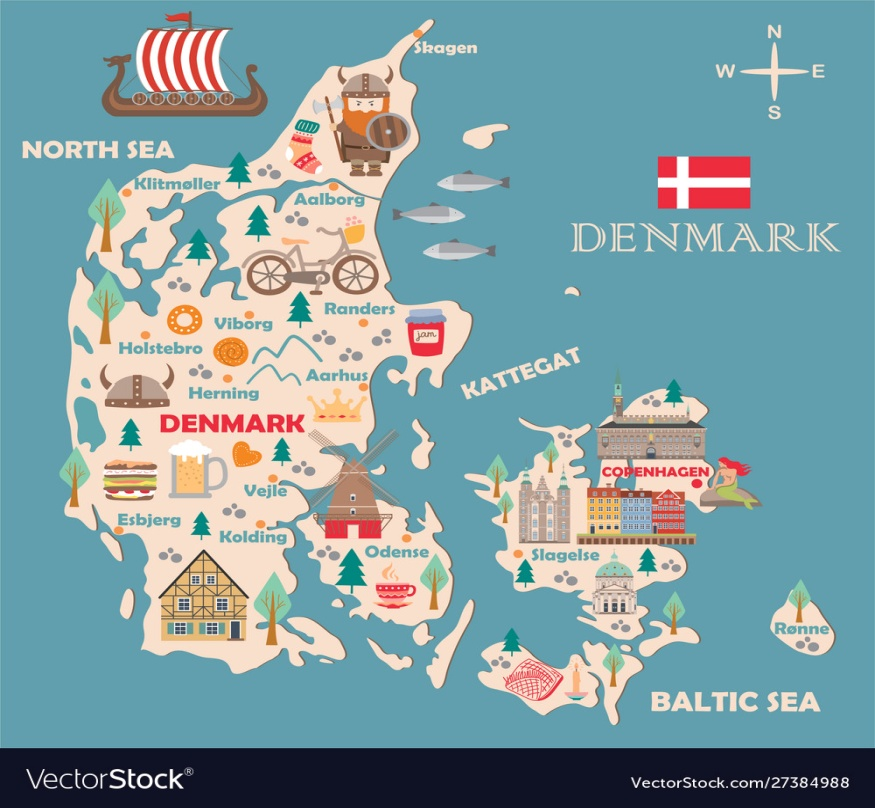 N
W E
S
Skagen
NORTH SEA
Klitmøller
Aalborg
DENMARK
Randers
Viborg
jam
Holstebro
KATTEGAT
Aarhus
Herning
DENMARK
COPENHAGEN
Vejle
Esbjerg
Kolding
Odense
Slagelse
Rønne
BALTIC SEA
VectorStock®
VectorStock.com/27384988